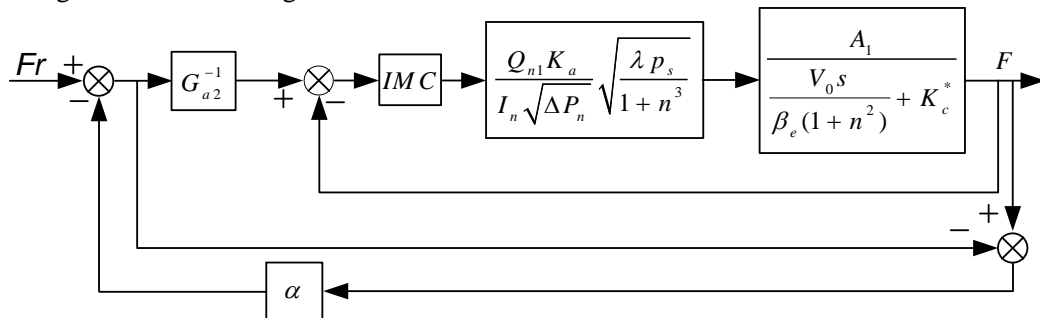 Fr
+
−
G_{a2}^{-1}
+
−
IMC
\frac{Q_{n1} K_a}{I_n \sqrt{\Delta P_n}} \sqrt{\frac{\lambda p_s}{1 + n^3}}
\frac{A_1}{\frac{V_0 s}{\beta_e (1 + n^2)} + K_c^*}
F
+
−
α